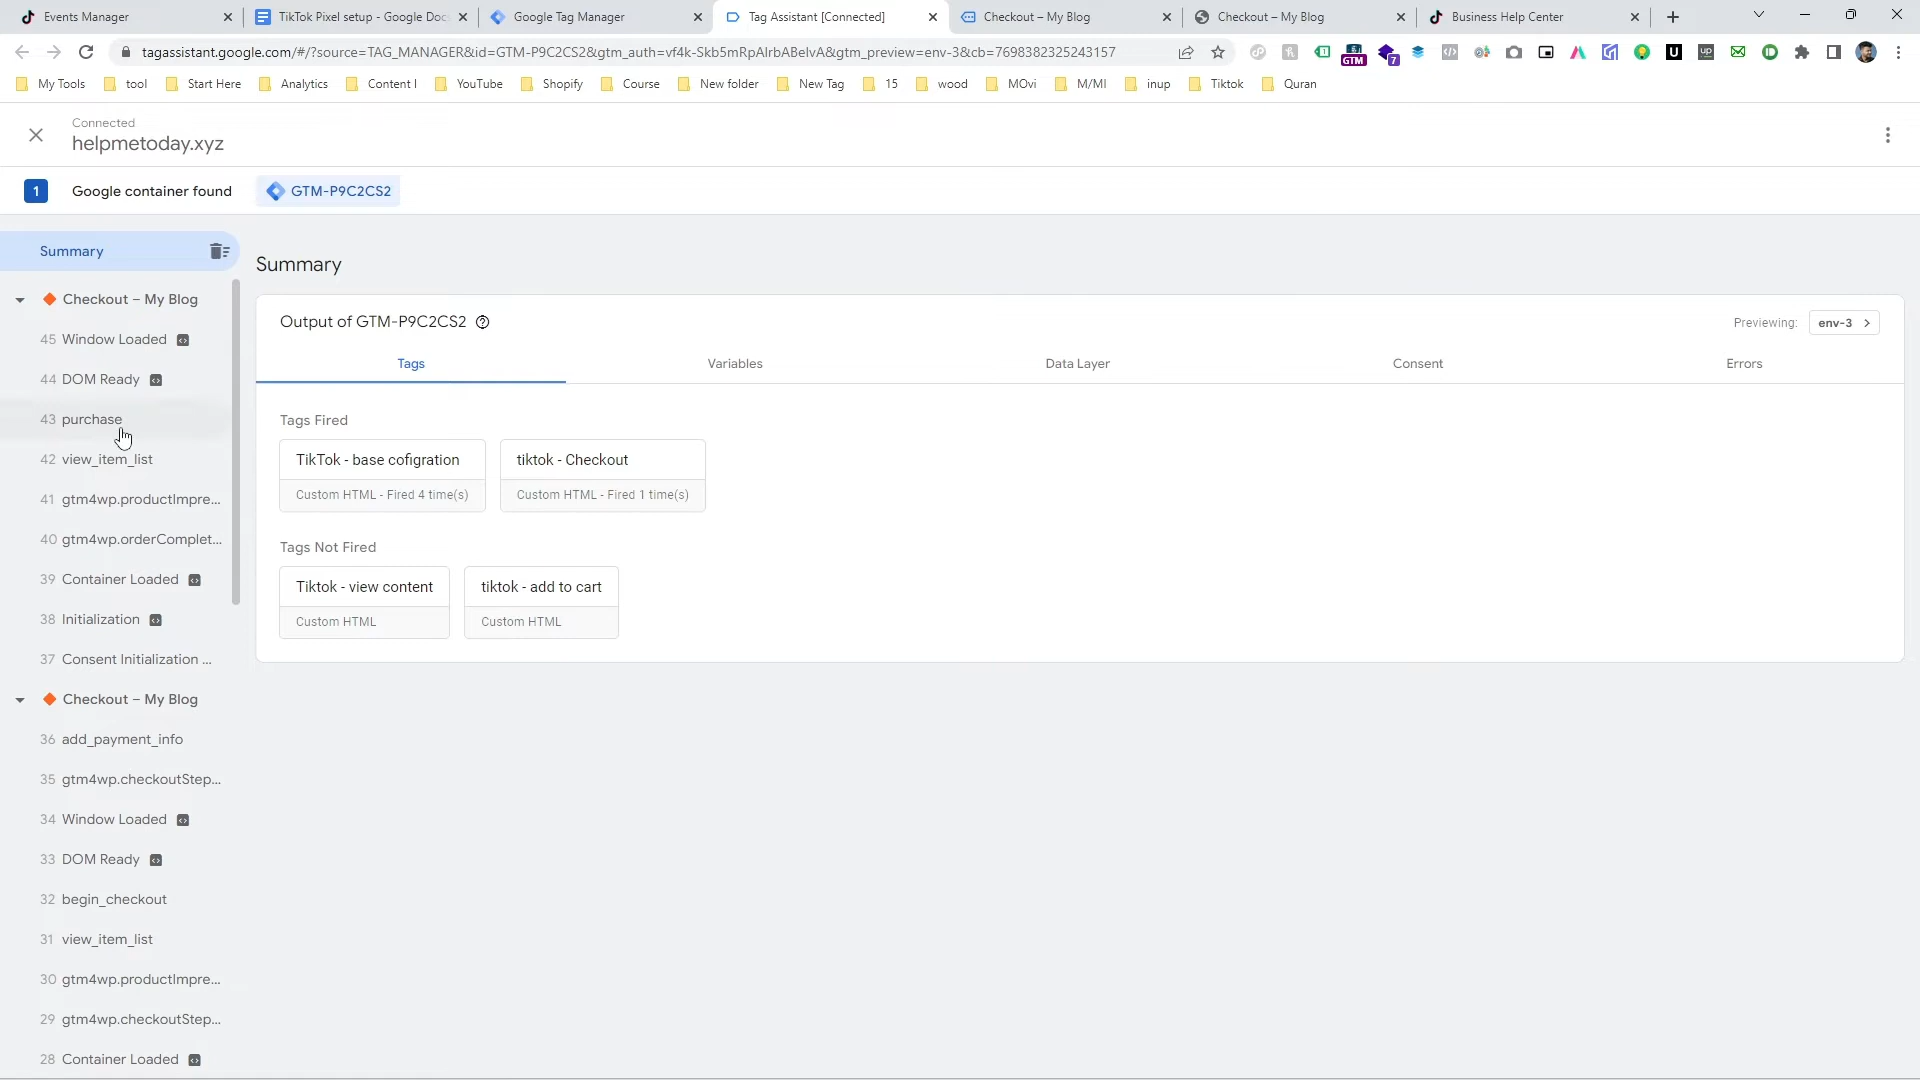 Events Manager
TikTok Pixel setup - Google Doc
Google Tag Manager
Tag Assistant [Connected]
Checkout – My Blog
Checkout – My Blog
Business Help Center
tagassistant.google.com/#/?source=TAG_MANAGER&id=GTM-P9C2CS2&gtm_auth=vf4k-Skb5mRpAlrbABelvA&gtm_preview=env-3&cb=7698382325243157
GTM
7
U
up
My Tools
tool
Start Here
Analytics
Content I
YouTube
Shopify
Course
New folder
New Tag
15
wood
MOvi
M/MI
inup
Tiktok
Quran
Connected
helpmetoday.xyz
1
Google container found
GTM-P9C2CS2
Summary
Checkout – My Blog
45 Window Loaded
44 DOM Ready
43 purchase
42 view_item_list
41 gtm4wp.productImpre...
40 gtm4wp.orderComplet...
39 Container Loaded
38 Initialization
37 Consent Initialization ...
Checkout – My Blog
36 add_payment_info
35 gtm4wp.checkoutStep...
34 Window Loaded
33 DOM Ready
32 begin_checkout
31 view_item_list
30 gtm4wp.productImpre...
29 gtm4wp.checkoutStep...
28 Container Loaded
Summary
Output of GTM-P9C2CS2
Previewing: env-3
Tags
Variables
Data Layer
Consent
Errors
Tags Fired
TikTok - base cofigration
Custom HTML - Fired 4 time(s)
tiktok - Checkout
Custom HTML - Fired 1 time(s)
Tags Not Fired
Tiktok - view content
Custom HTML
tiktok - add to cart
Custom HTML